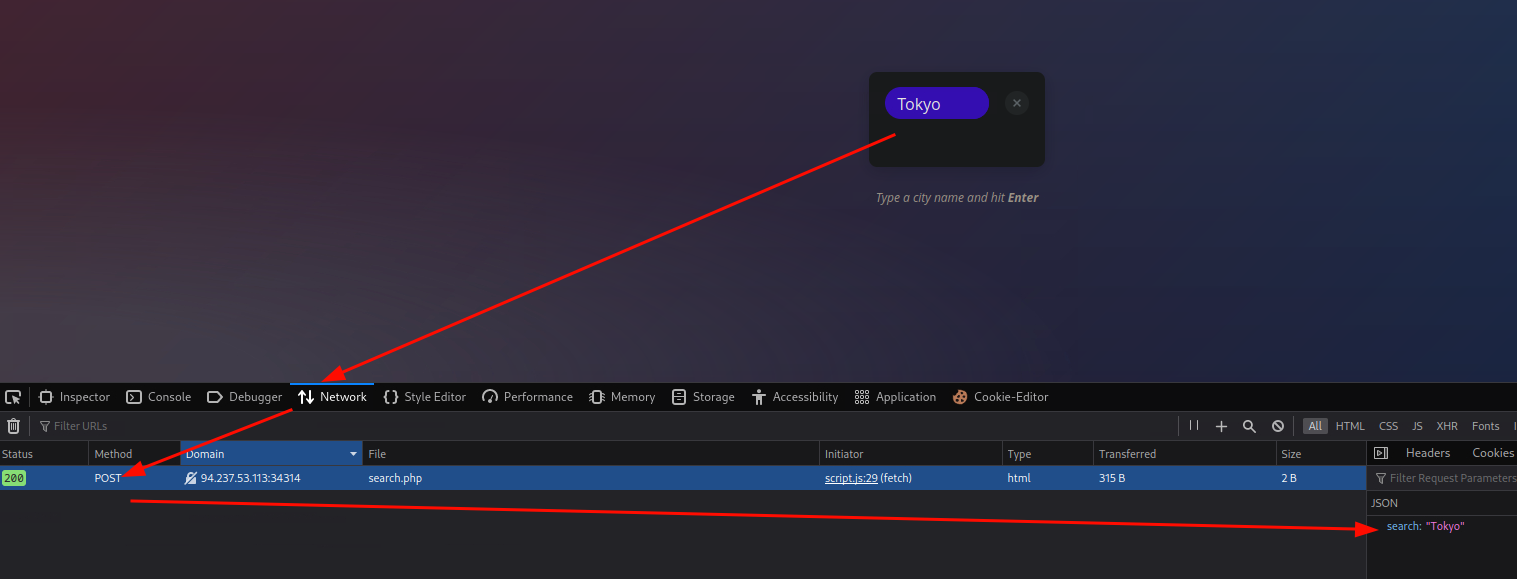 Tokyo
Type a city name and hit Enter
Inspector Console Debugger Network Style Editor Performance Memory Storage Accessibility Application Cookie-Editor
Filter URLs All HTML CSS JS XHR Fonts
Status Method Domain File Initiator Type Transferred Size Headers Cookies
200 POST 94.237.53.113:34314 search.php script.js:29 (fetch) html 315 B 2 B Filter Request Parameters
JSON
search: "Tokyo"